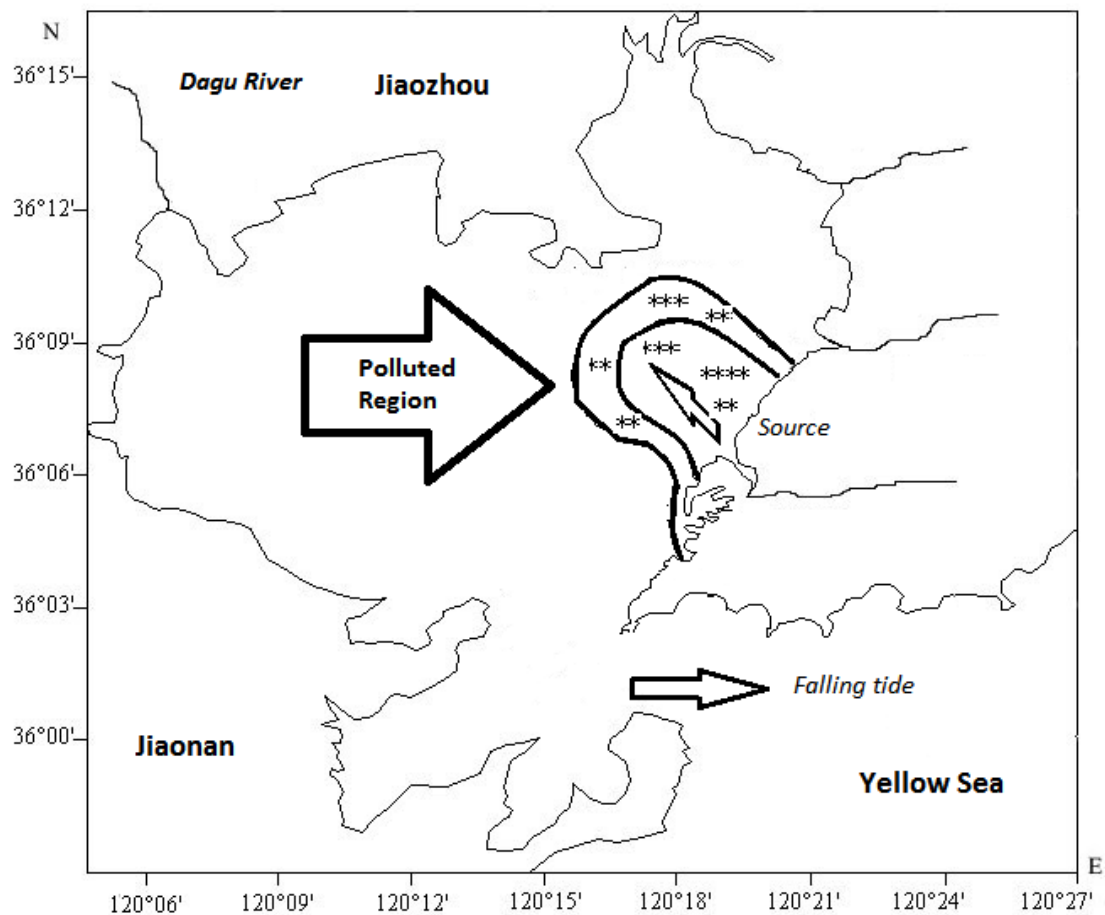 N
36°15'
Dagu River
Jiaozhou
36°12'
36°09'
***
**
***
**
Polluted
Region
****
**
**
Source
36°06'
36°03'
Falling tide
36°00'
Jiaonan
Yellow Sea
E
120°06'
120°09'
120°12'
120°15'
120°18'
120°21'
120°24'
120°27'